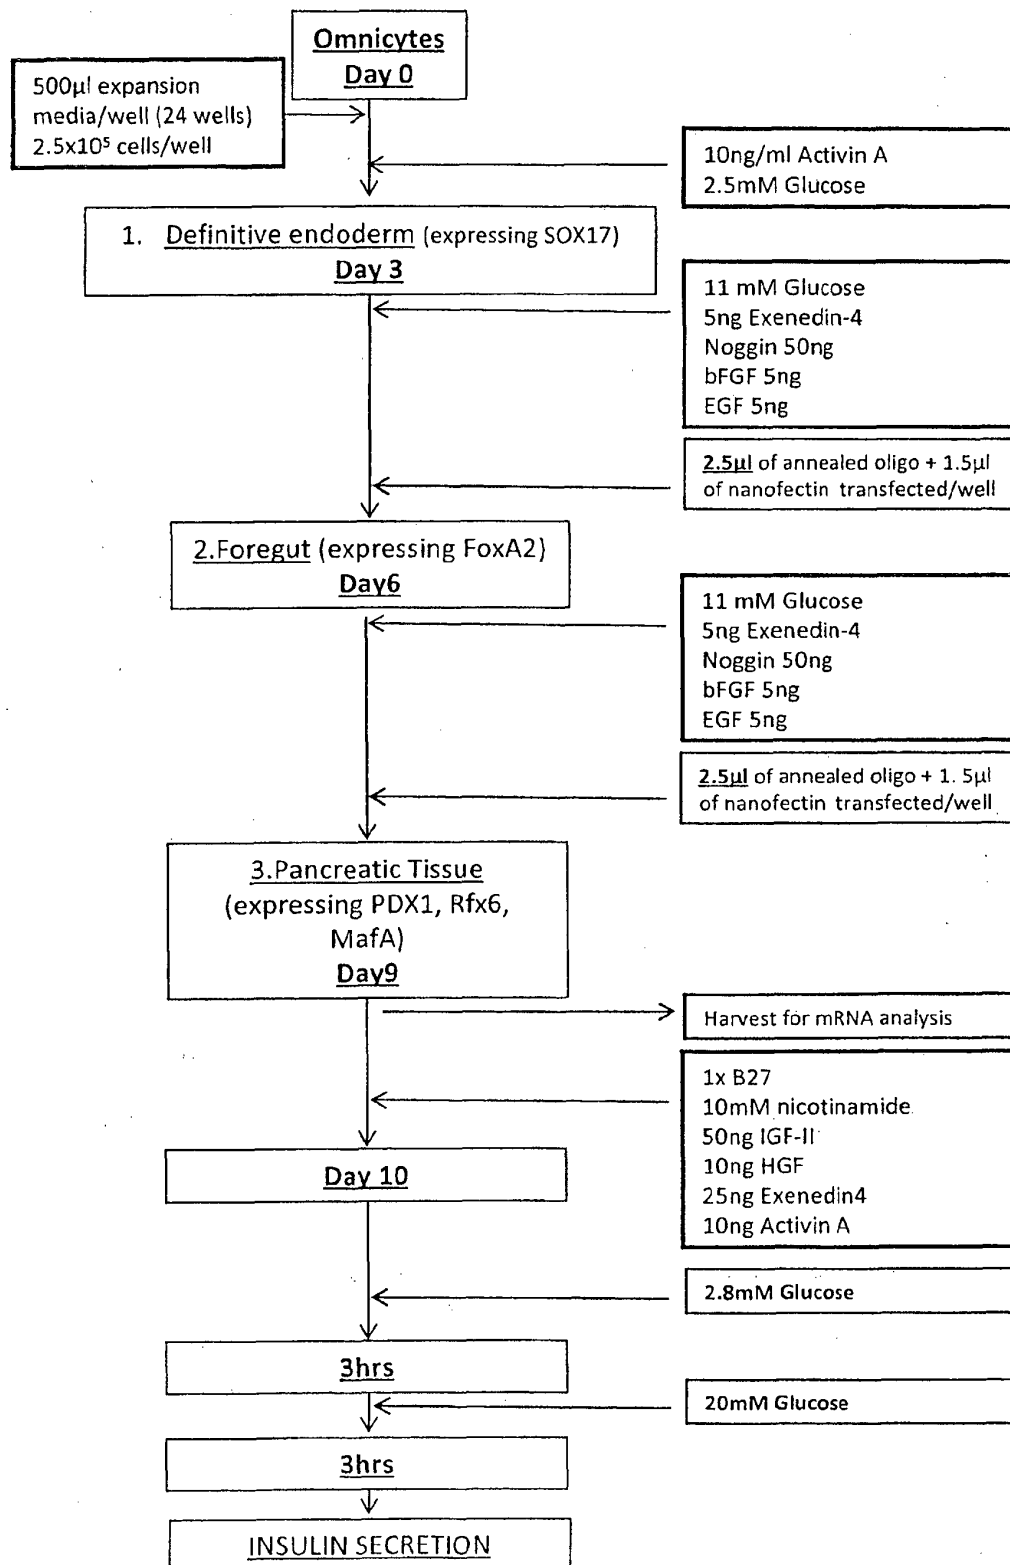 Omnicytes
Day 0
500µl expansion
media/well (24 wells)
2.5x10⁵ cells/well
10ng/ml Activin A
2.5mM Glucose
1. Definitive endoderm (expressing SOX17)
Day 3
11 mM Glucose
5ng Exenedin-4
Noggin 50ng
bFGF 5ng
EGF 5ng
2.5µl of annealed oligo + 1.5µl
of nanofectin transfected/well
2.Foregut (expressing FoxA2)
Day6
11 mM Glucose
5ng Exenedin-4
Noggin 50ng
bFGF 5ng
EGF 5ng
2.5µl of annealed oligo + 1. 5µl
of nanofectin transfected/well
3.Pancreatic Tissue
(expressing PDX1, Rfx6,
MafA)
Day9
Harvest for mRNA analysis
1x B27
10mM nicotinamide
50ng IGF-II
10ng HGF
25ng Exenedin4
10ng Activin A
Day 10
2.8mM Glucose
3hrs
20mM Glucose
3hrs
INSULIN SECRETION